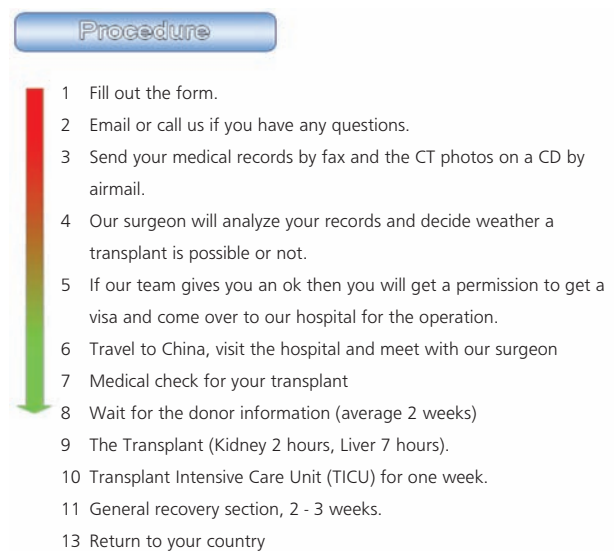 Procedure
1 Fill out the form.
2 Email or call us if you have any questions.
3 Send your medical records by fax and the CT photos on a CD by
airmail.
4 Our surgeon will analyze your records and decide weather a
transplant is possible or not.
5 If our team gives you an ok then you will get a permission to get a
visa and come over to our hospital for the operation.
6 Travel to China, visit the hospital and meet with our surgeon
7 Medical check for your transplant
8 Wait for the donor information (average 2 weeks)
9 The Transplant (Kidney 2 hours, Liver 7 hours).
10 Transplant Intensive Care Unit (TICU) for one week.
11 General recovery section, 2 - 3 weeks.
13 Return to your country